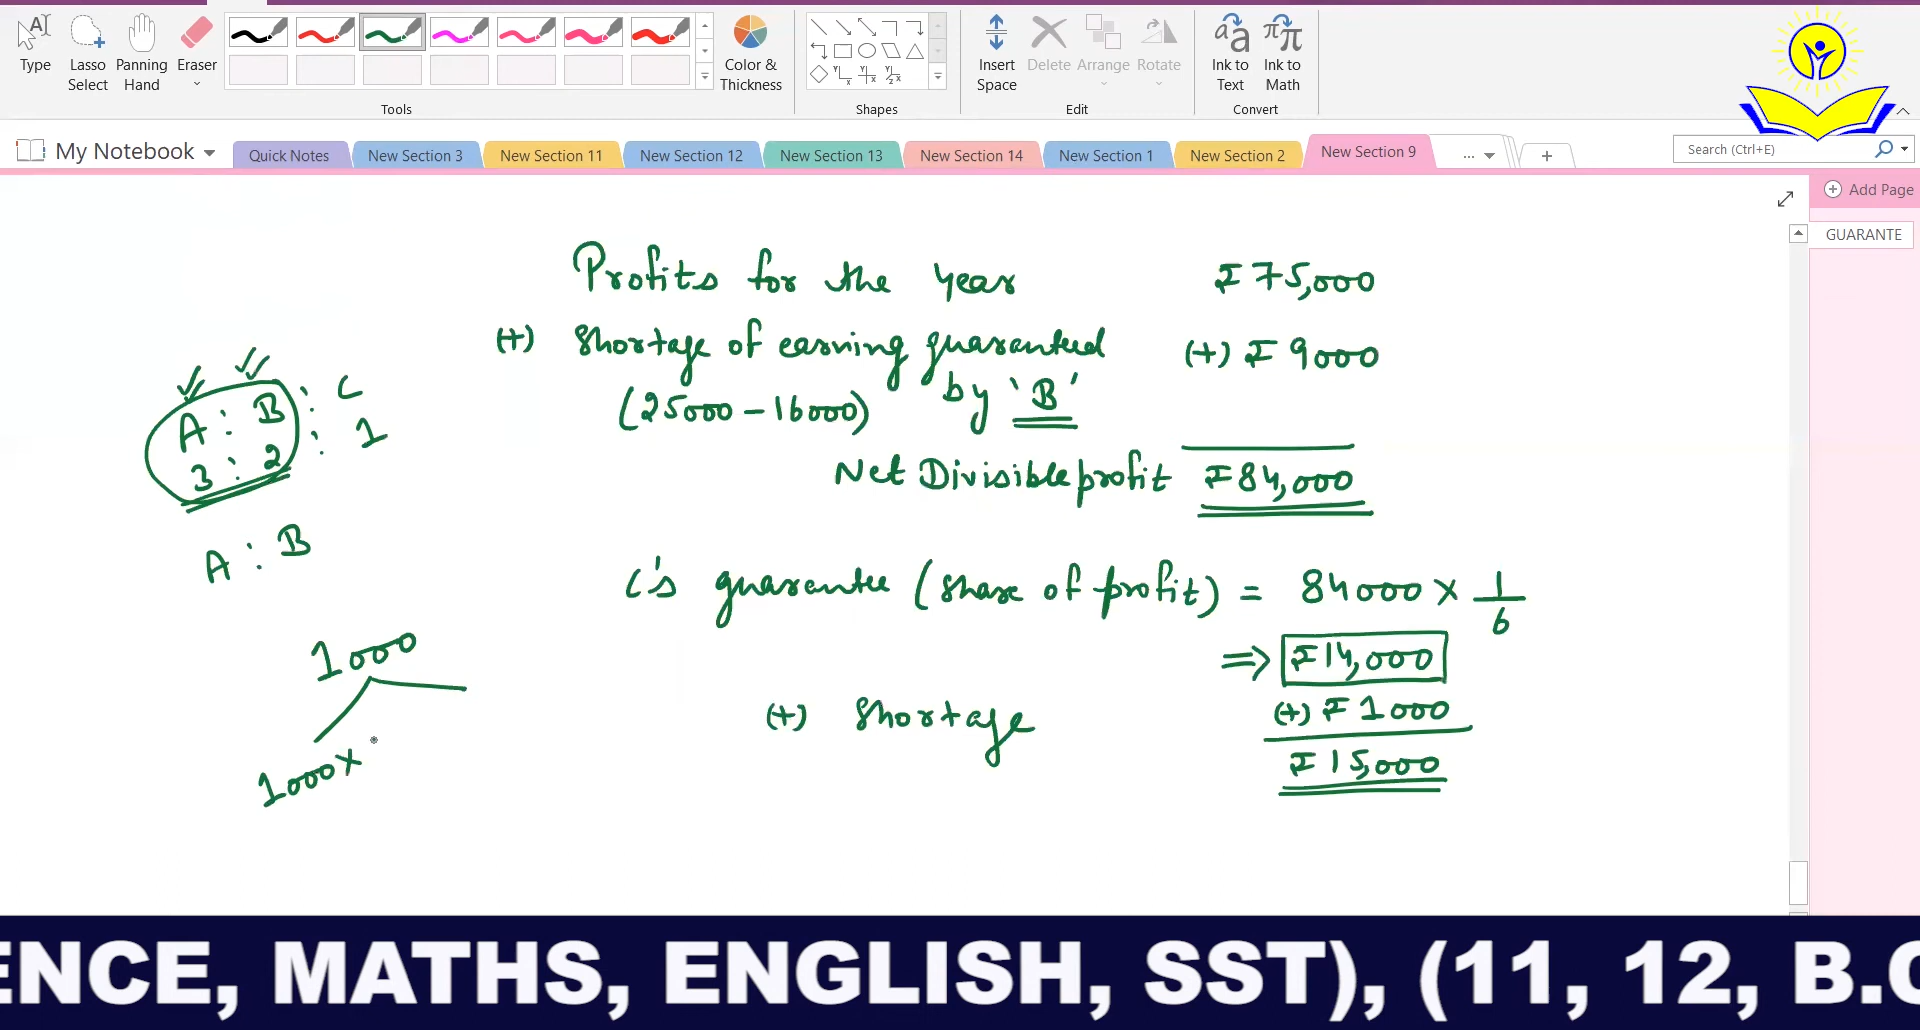 Type
Lasso Select
Panning Hand
Eraser
Color & Thickness
Insert Space
Delete
Arrange
Rotate
Ink to Text
Ink to Math
Tools
Shapes
Edit
Convert
My Notebook
Quick Notes
New Section 3
New Section 11
New Section 12
New Section 13
New Section 14
New Section 1
New Section 2
New Section 9
...
Search (Ctrl+E)
Add Page
GUARANTE
Profits for the year ₹75,000
(+) Shortage of earning guaranteed (+) ₹9000
(25000-16000) by 'B'
Net Divisible profit ₹84,000
A : B : C
3 : 2 : 1
A : B
C's guarantee (Share of profit) = 84000 × 1/6
⇒ ₹14,000
(+) Shortage (+) ₹1000
₹15,000
1000
1000×
ENCE, MATHS, ENGLISH, SST), (11, 12, B.C